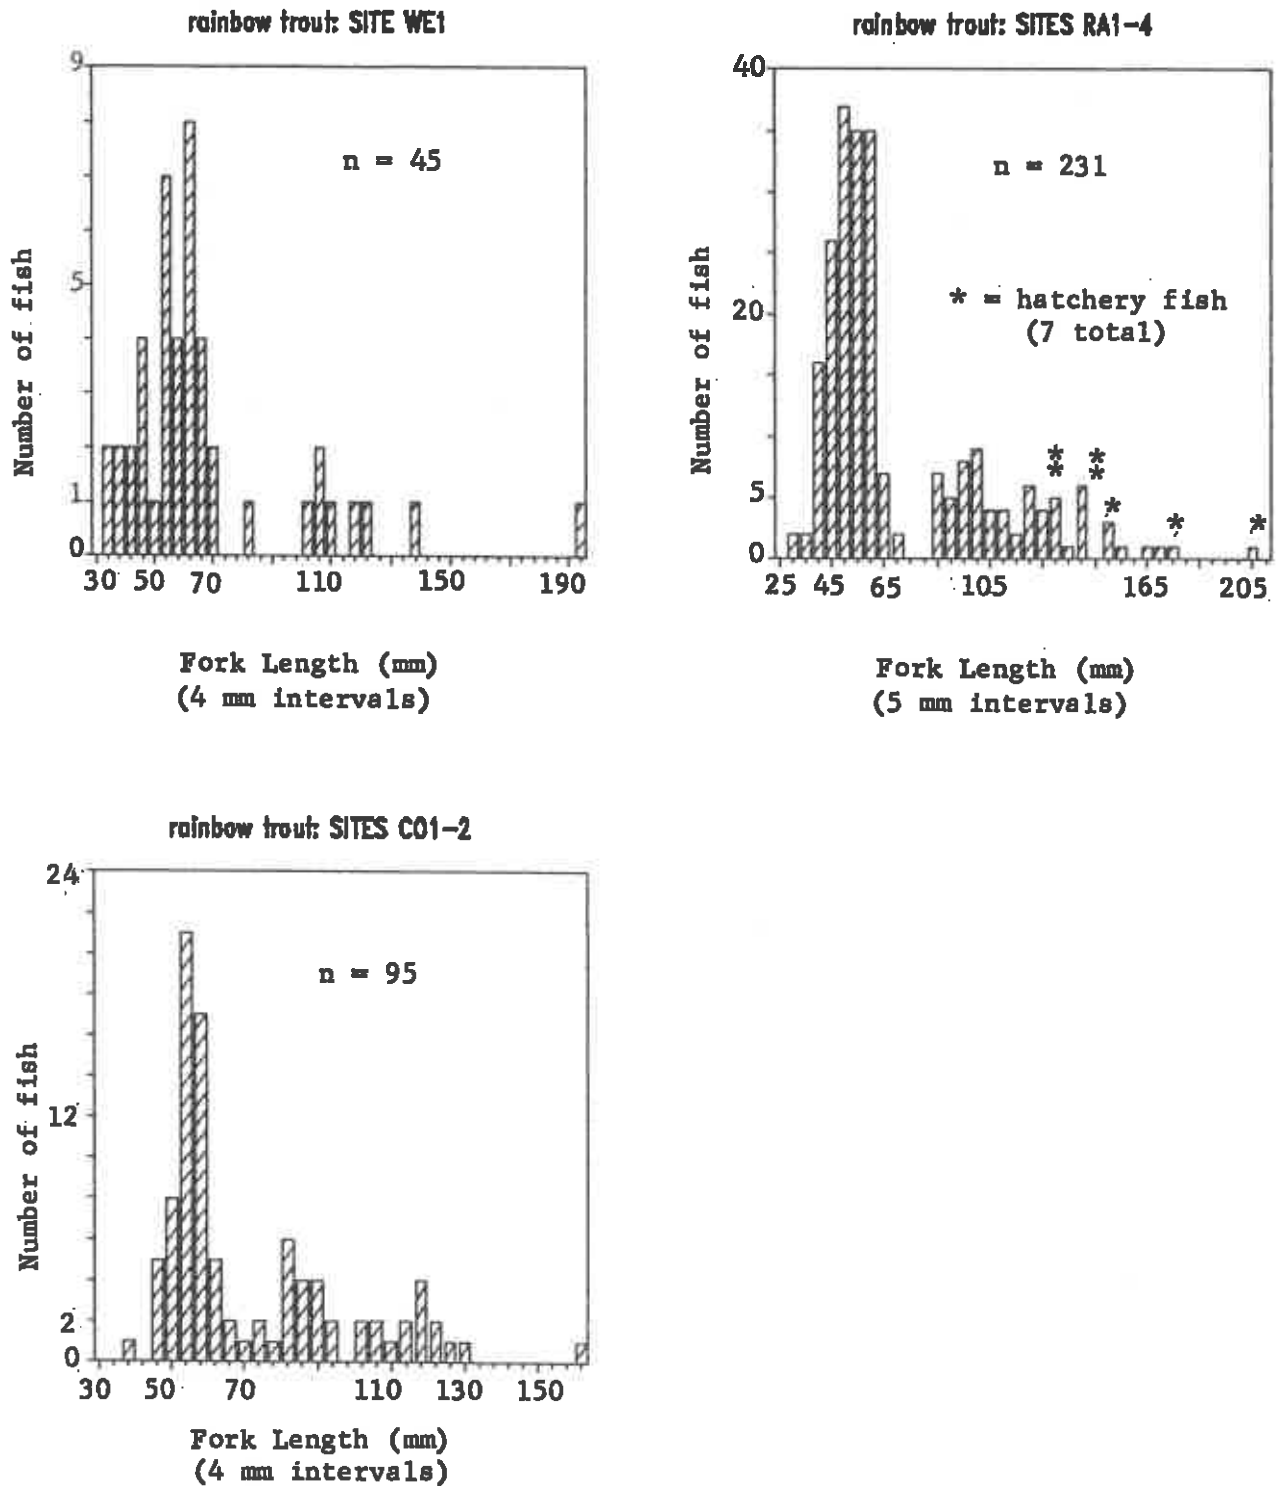 rainbow trout: SITE WE1
9
5
1
0
Number of fish
n = 45
30 50 70 110 150 190
Fork Length (mm)
(4 mm intervals)
rainbow trout: SITES RA1-4
40
20
5
0
Number of fish
n = 231
* = hatchery fish
(7 total)
*
*
*
*
*
*
*
25 45 65 105 165 205
Fork Length (mm)
(5 mm intervals)
rainbow trout: SITES CO1-2
24
12
2
0
Number of fish
n = 95
30 50 70 110 130 150
Fork Length (mm)
(4 mm intervals)